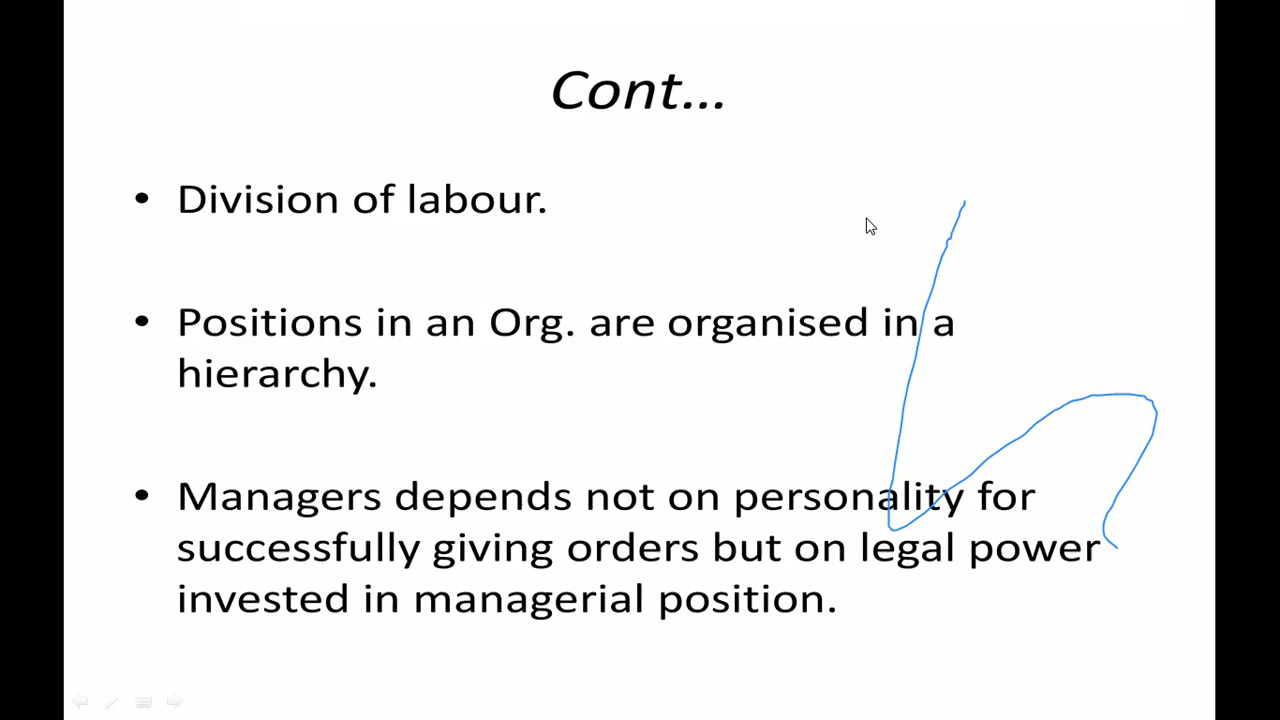 Cont...
• Division of labour.
• Positions in an Org. are organised in a
hierarchy.
• Managers depends not on personality for
successfully giving orders but on legal power
invested in managerial position.